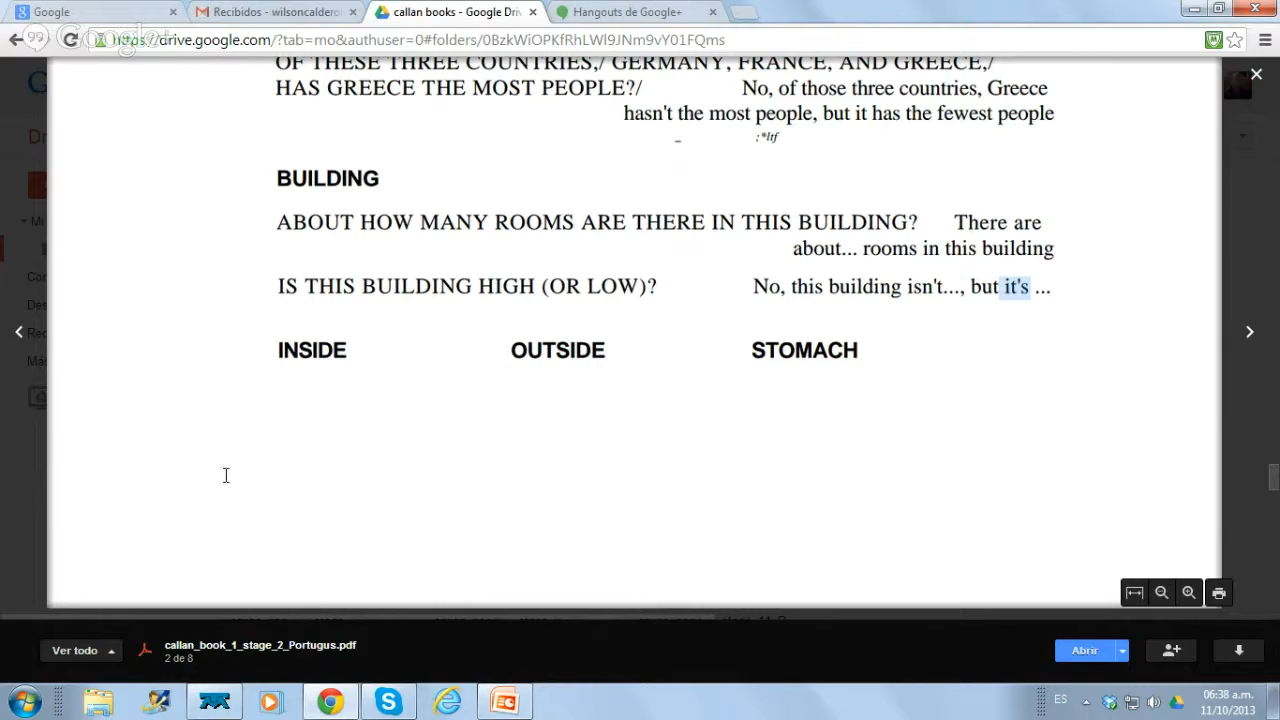 Google
Recibidos - wilsoncaldero
callan books - Google Driv
Hangouts de Google+
https://drive.google.com/?tab=mo&authuser=0#folders/0BzkWiOPKfRhLWl9JNm9vY01FQms
OF THESE THREE COUNTRIES,/ GERMANY, FRANCE, AND GREECE,/
HAS GREECE THE MOST PEOPLE?/ No, of those three countries, Greece
hasn't the most people, but it has the fewest people
;*ltf
BUILDING
ABOUT HOW MANY ROOMS ARE THERE IN THIS BUILDING? There are
about... rooms in this building
IS THIS BUILDING HIGH (OR LOW)? No, this building isn't..., but it's ...
INSIDE OUTSIDE STOMACH
Ver todo
callan_book_1_stage_2_Portugus.pdf
2 de 8
Abrir
ES
06:38 a.m.
11/10/2013